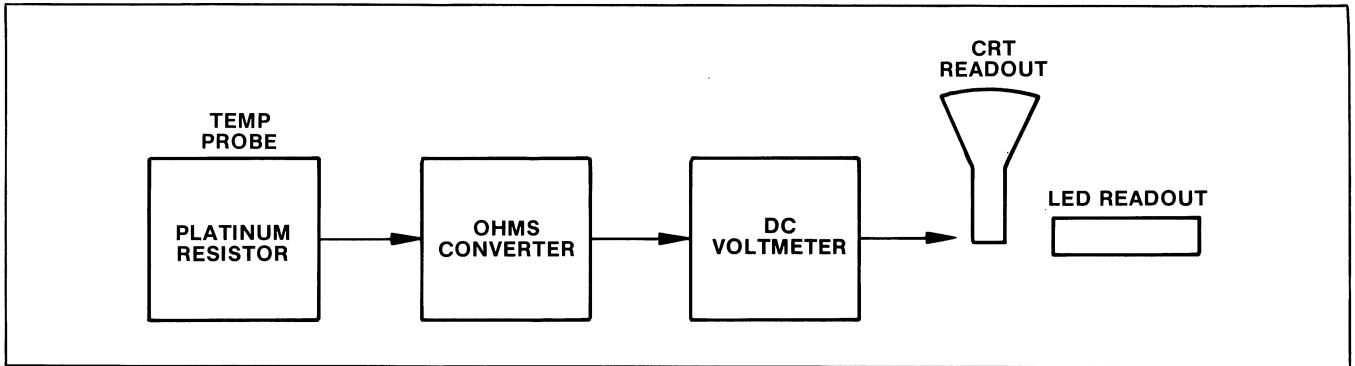 CRT
READOUT
TEMP
PROBE
PLATINUM
RESISTOR
OHMS
CONVERTER
DC
VOLTMETER
LED READOUT